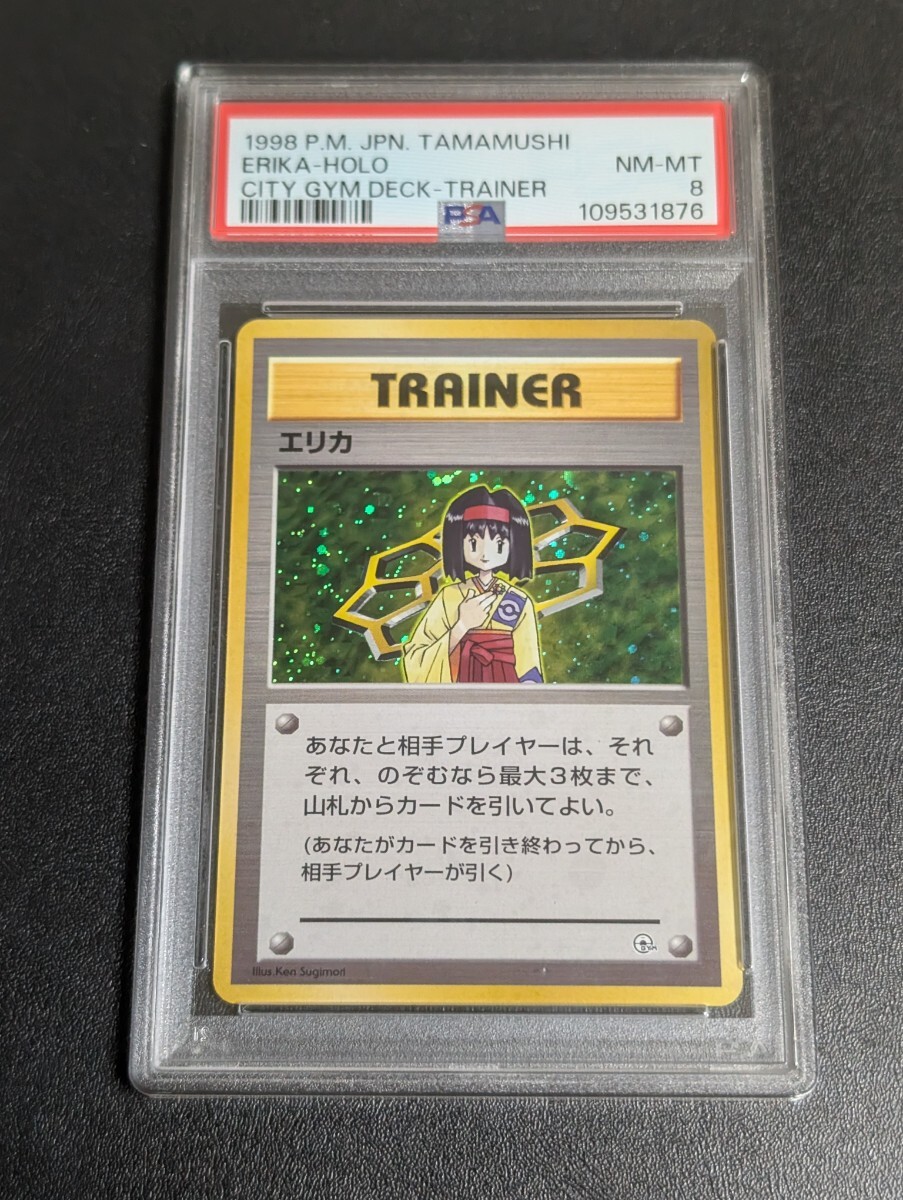 1998 P.M. JPN. TAMAMUSHI
ERIKA-HOLO NM-MT
CITY GYM DECK-TRAINER 8
PSA 109531876
TRAINER
エリカ
あなたと相手プレイヤーは、それ
ぞれ、のぞむなら最大3枚まで、
山札からカードを引いてよい。
(あなたがカードを引き終わってから、
相手プレイヤーが引く)
GYM
Illus. Ken Sugimori